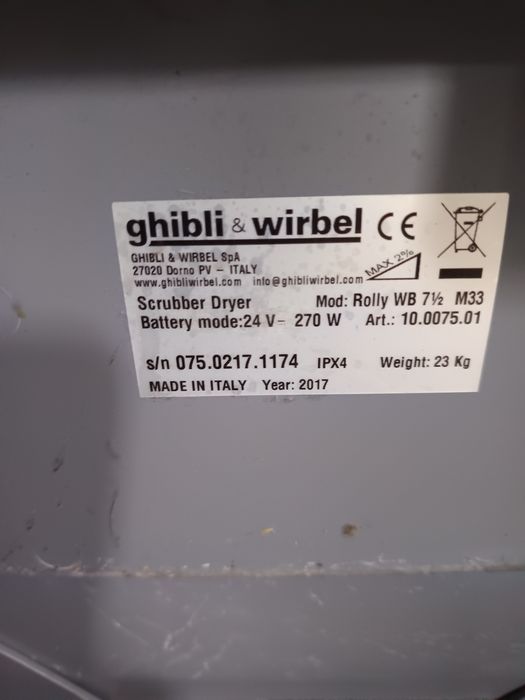 ghibli & wirbel CE
GHIBLI & WIRBEL SpA
27020 Dorno PV - ITALY
www.ghibliwirbel.com info@ghibliwirbel.com
MAX 2%
Scrubber Dryer Mod: Rolly WB 7½ M33
Battery mode:24 V- 270 W Art.: 10.0075.01
s/n 075.0217.1174 IPX4 Weight: 23 Kg
MADE IN ITALY Year: 2017